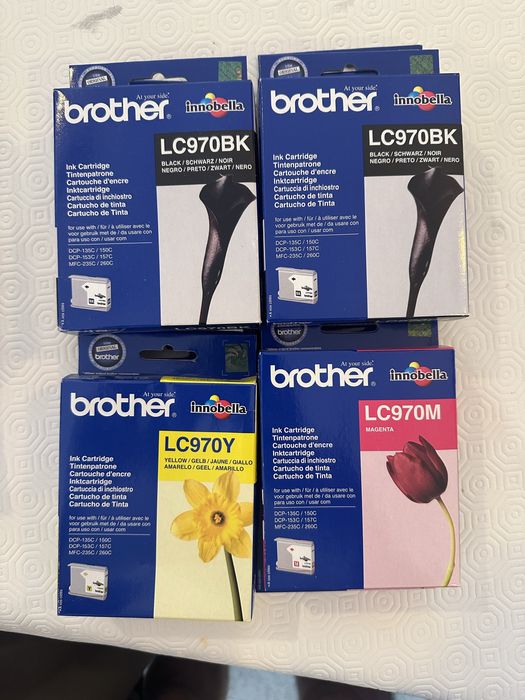 At your side.
brother
innobella
LC970BK
BLACK / SCHWARZ / NOIR
NEGRO / PRETO / ZWART / NERO
Ink Cartridge
Tintenpatrone
Cartouche d'encre
Inktcartridge
Cartuccia di inchiostro
Cartucho de tinta
Cartucho de tinta
for use with / für / à utiliser avec le
voor gebruik met de / da usare con
para uso con / usar com
DCP-135C / 150C
DCP-153C / 157C
MFC-235C / 260C
At your side.
brother
innobella
LC970BK
BLACK / SCHWARZ / NOIR
NEGRO / PRETO / ZWART / NERO
Ink Cartridge
Tintenpatrone
Cartouche d'encre
Inktcartridge
Cartuccia di inchiostro
Cartucho de tinta
Cartucho de tinta
for use with / für / à utiliser avec le
voor gebruik met de / da usare con
para uso con / usar com
DCP-135C / 150C
DCP-153C / 157C
MFC-235C / 260C
LC970BK
ORIGINAL
brother
At your side.
brother
innobella
LC970Y
YELLOW / GELB / JAUNE / GIALLO
AMARELO / GEEL / AMARILLO
Ink Cartridge
Tintenpatrone
Cartouche d'encre
Inktcartridge
Cartuccia di inchiostro
Cartucho de tinta
Cartucho de tinta
for use with / für / à utiliser avec le
voor gebruik met de / da usare con
para uso con / usar com
DCP-135C / 150C
DCP-153C / 157C
MFC-235C / 260C
Y
At your side.
brother
innobella
LC970M
MAGENTA
Ink Cartridge
Tintenpatrone
Cartouche d'encre
Inktcartridge
Cartuccia di inchiostro
Cartucho de tinta
Cartucho de tinta
for use with / für / à utiliser avec le
voor gebruik met de / da usare con
para uso con / usar com
DCP-135C / 150C
DCP-153C / 157C
MFC-235C / 260C
M